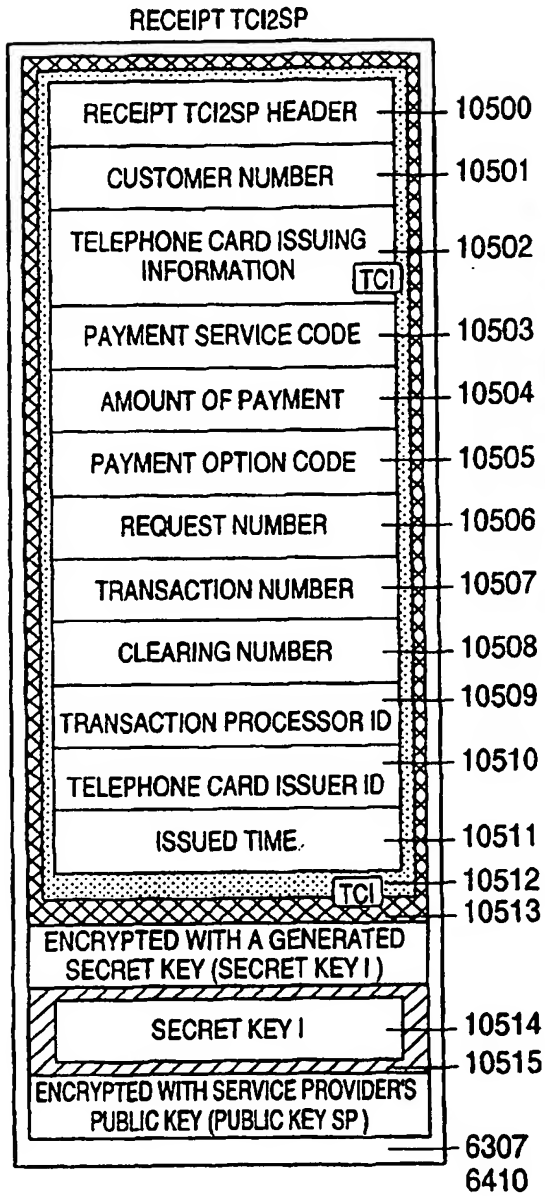 RECEIPT TCI2SP
RECEIPT TCI2SP HEADER 10500
CUSTOMER NUMBER 10501
TELEPHONE CARD ISSUING 10502
INFORMATION
TCI
PAYMENT SERVICE CODE 10503
AMOUNT OF PAYMENT 10504
PAYMENT OPTION CODE 10505
REQUEST NUMBER 10506
TRANSACTION NUMBER 10507
CLEARING NUMBER 10508
10509
TRANSACTION PROCESSOR ID
10510
TELEPHONE CARD ISSUER ID
ISSUED TIME 10511
10512
TCI
10513
ENCRYPTED WITH A GENERATED
SECRET KEY (SECRET KEY I)
SECRET KEY I 10514
10515
ENCRYPTED WITH SERVICE PROVIDER'S
PUBLIC KEY (PUBLIC KEY SP)
6307
6410